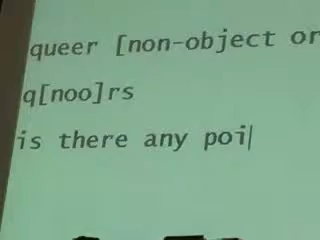 queer [non-object or
q[noo]rs
is there any poi